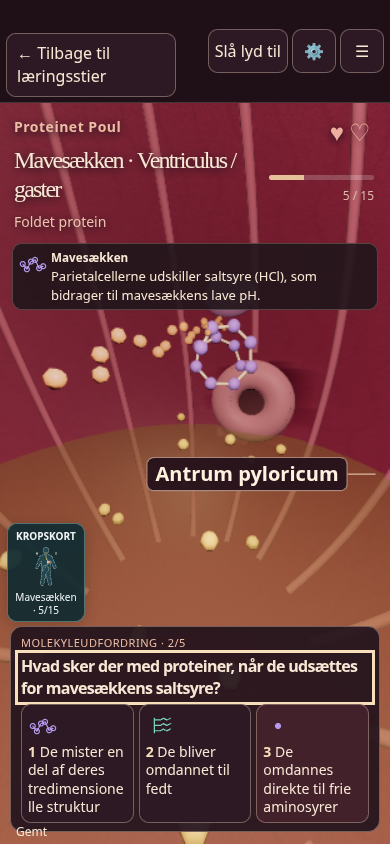 ← Tilbage til
læringsstier
Slå lyd til
Proteinet Poul
Mavesækken · Ventriculus /
gaster
5 / 15
Foldet protein
Mavesækken
Parietalcellerne udskiller saltsyre (HCl), som
bidrager til mavesækkens lave pH.
Antrum pyloricum
KROPSKORT
Mavesækken
· 5/15
MOLEKYLEUDFORDRING · 2/5
Hvad sker der med proteiner, når de udsættes
for mavesækkens saltsyre?
1 De mister en
del af deres
tredimensione
lle struktur
2 De bliver
omdannet til
fedt
3 De
omdannes
direkte til frie
aminosyrer
Gemt